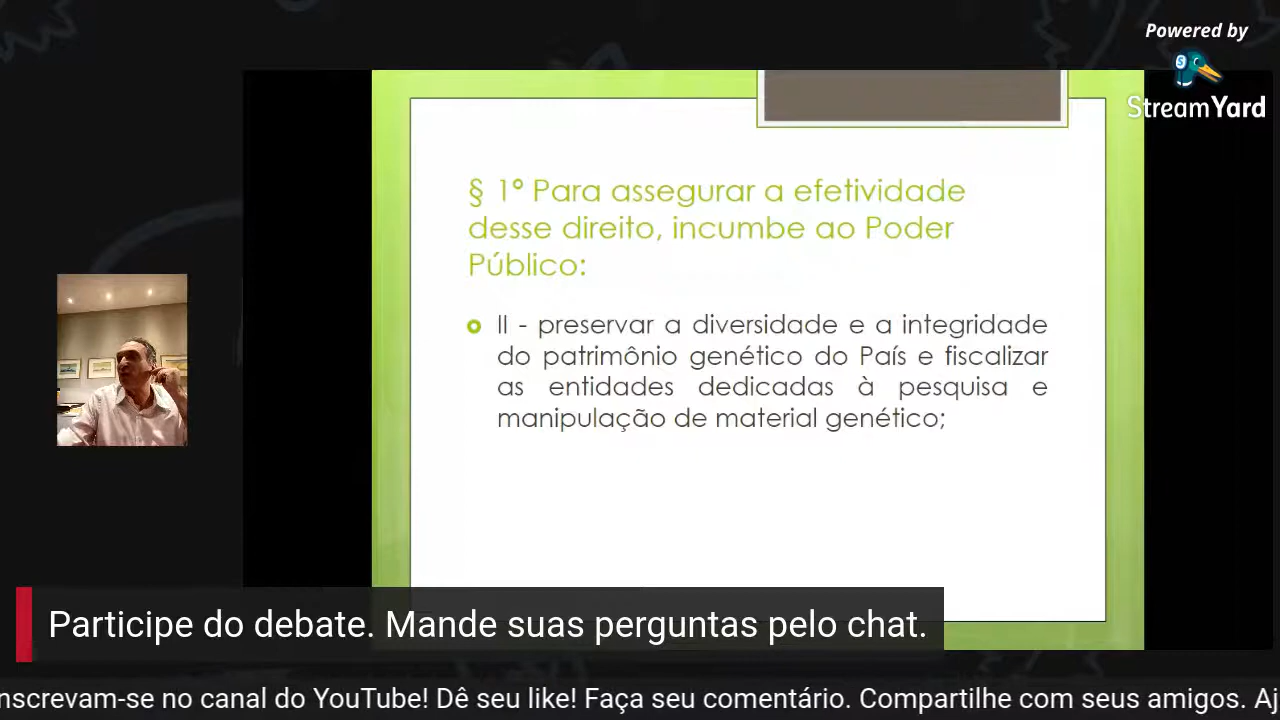 Powered by
StreamYard
§ 1º Para assegurar a efetividade
desse direito, incumbe ao Poder
Público:
II - preservar a diversidade e a integridade
do patrimônio genético do País e fiscalizar
as entidades dedicadas à pesquisa e
manipulação de material genético;
Participe do debate. Mande suas perguntas pelo chat.
nscrevam-se no canal do YouTube! Dê seu like! Faça seu comentário. Compartilhe com seus amigos. Aj